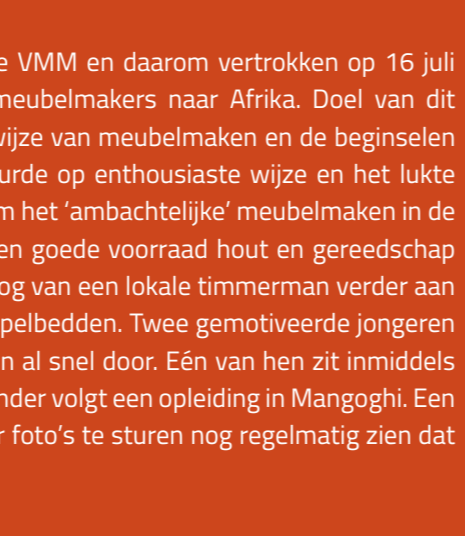 e VMM en daarom vertrokken op 16 juli
meubelmakers naar Afrika. Doel van dit
wijze van meubelmaken en de beginselen
urde op enthousiaste wijze en het lukte
m het ‘ambachtelijke’ meubelmaken in de
en goede voorraad hout en gereedschap
og van een lokale timmerman verder aan
pelbedden. Twee gemotiveerde jongeren
n al snel door. Eén van hen zit inmiddels
nder volgt een opleiding in Mangoghi. Een
r foto’s te sturen nog regelmatig zien dat